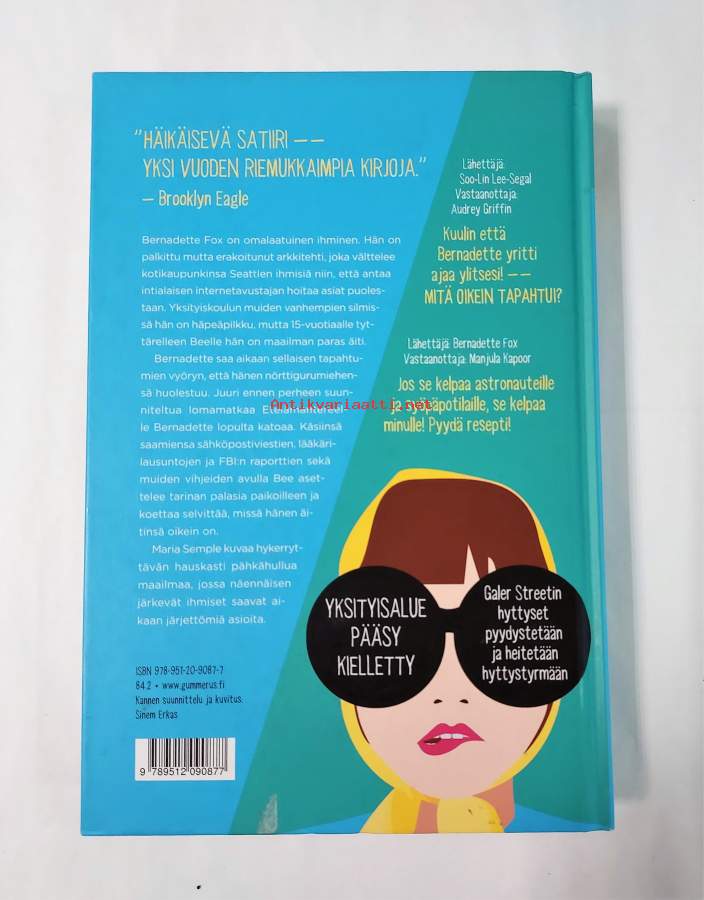 "HÄIKÄISEVÄ SATIIRI ––
YKSI VUODEN RIEMUKKAIMPIA KIRJOJA."
– Brooklyn Eagle
Bernadette Fox on omalaatuinen ihminen. Hän on
palkittu mutta erakoitunut arkkitehti, joka välttelee
kotikaupunkinsa Seattlen ihmisiä niin, että antaa
intialaisen internetavustajan hoitaa asiat puoles-
taan. Yksityiskoulun muiden vanhempien silmis-
sä hän on häpeäpilkku, mutta 15-vuotiaalle tyt-
tärelleen Beelle hän on maailman paras äiti.
Bernadette saa aikaan sellaisen tapahtu-
mien vyöryn, että hänen nörttigurumiehen-
sä huolestuu. Juuri ennen perheen suun-
niteltua lomamatkaa
le Bernadette lopulta katoaa. Käsiinsä
saamiensa sähköpostiviestien, lääkäri-
lausuntojen ja FBI:n raporttien sekä
muiden vihjeiden avulla Bee aset-
telee tarinan palasia paikoilleen ja
koettaa selvittää, missä hänen äi-
tinsä oikein on.
Maria Semple kuvaa hykerryt-
tävän hauskasti pähkähullua
maailmaa, jossa näennäisen
järkevät ihmiset saavat ai-
kaan järjettömiä asioita.
ISBN 978-951-20-9087-7
84.2 • www.gummerus.fi
Kannen suunnittelu ja kuvitus:
Sinem Erkas
9 789512 090877
Lähettäjä:
Soo-Lin Lee-Segal
Vastaanottaja:
Audrey Griffin
Kuulin että
Bernadette yritti
ajaa ylitsesi! ––
MITÄ OIKEIN TAPAHTUI?
Lähettäjä: Bernadette Fox
Vastaanottaja: Manjula Kapoor
Jos se kelpaa astronauteille
ja syöpäpotilaille, se kelpaa
minulle! Pyydä resepti!
Antikvariaatti.net
YKSITYISALUE
PÄÄSY
KIELLETTY
Galer Streetin
hyttyset
pyydystetään
ja heitetään
hyttystyrmään